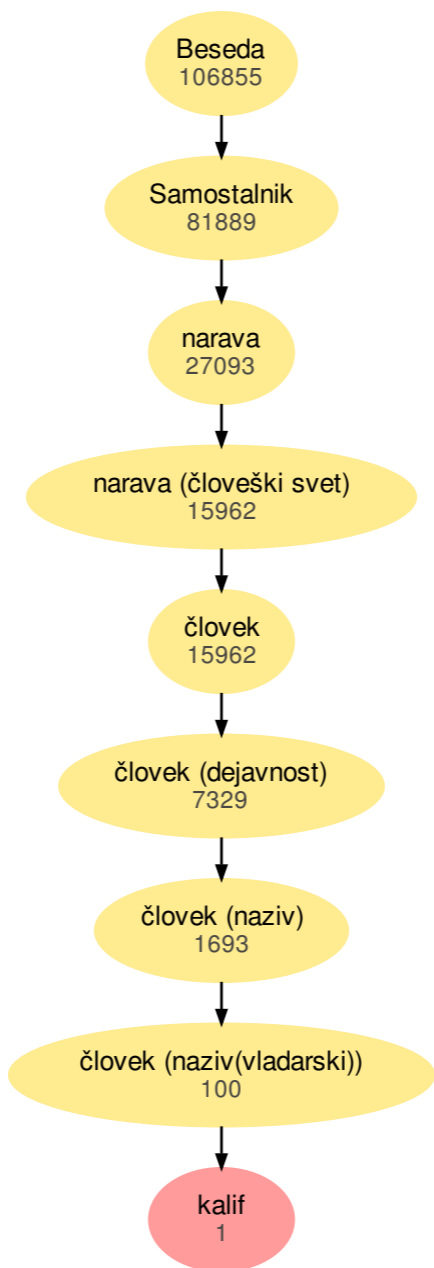 Beseda
106855
Samostalnik
81889
narava
27093
narava (človeški svet)
15962
človek
15962
človek (dejavnost)
7329
človek (naziv)
1693
človek (naziv(vladarski))
100
kalif
1